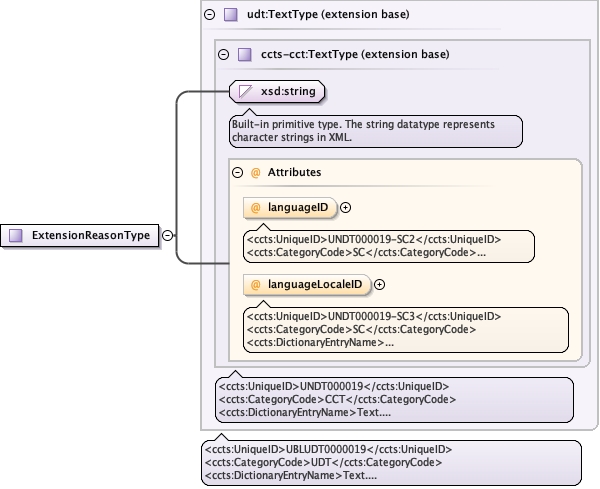 udt:TextType (extension base)
ccts-cct:TextType (extension base)
xsd:string
Built-in primitive type. The string datatype represents
character strings in XML.
@ Attributes
@ languageID
<ccts:UniqueID>UNDT000019-SC2</ccts:UniqueID>
<ccts:CategoryCode>SC</ccts:CategoryCode>...
ExtensionReasonType
@ languageLocaleID
<ccts:UniqueID>UNDT000019-SC3</ccts:UniqueID>
<ccts:CategoryCode>SC</ccts:CategoryCode>
<ccts:DictionaryEntryName>...
<ccts:UniqueID>UNDT000019</ccts:UniqueID>
<ccts:CategoryCode>CCT</ccts:CategoryCode>
<ccts:DictionaryEntryName>Text....
<ccts:UniqueID>UBLUDT0000019</ccts:UniqueID>
<ccts:CategoryCode>UDT</ccts:CategoryCode>
<ccts:DictionaryEntryName>Text....